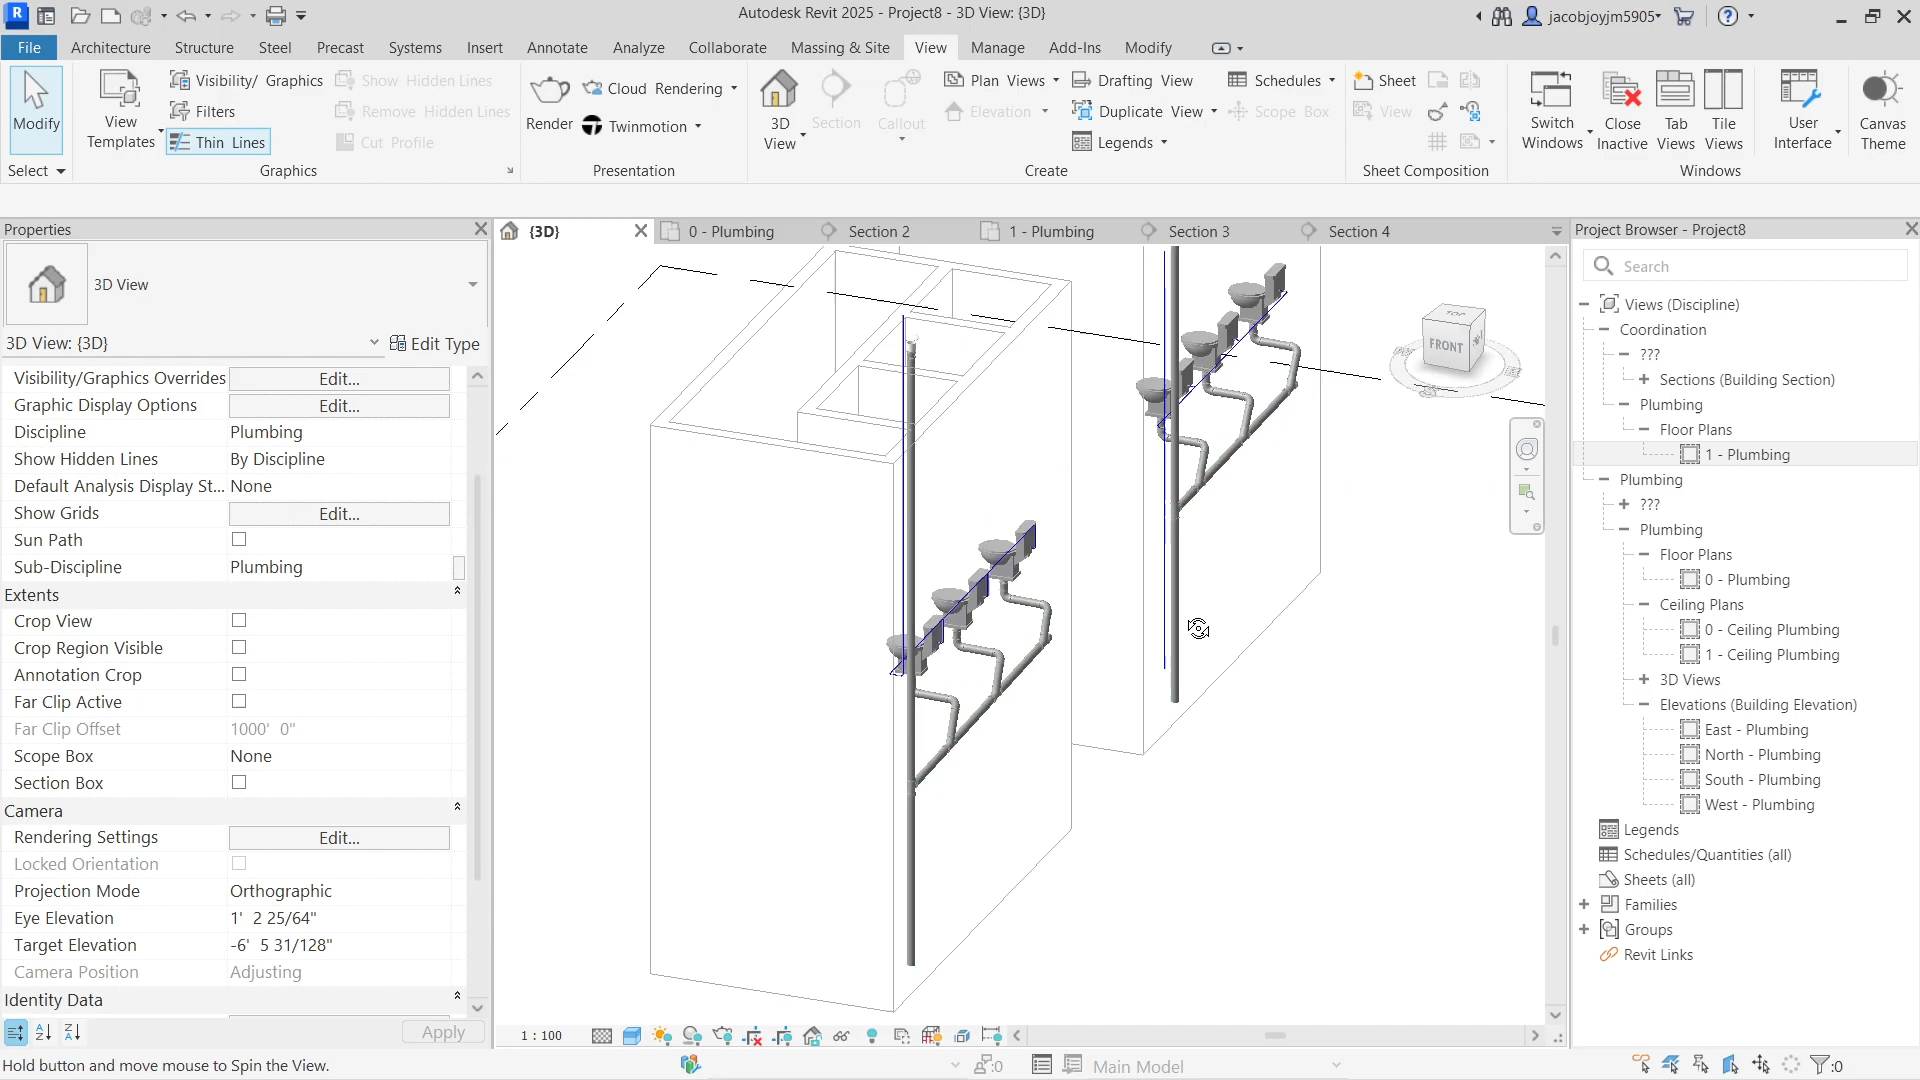 R
Autodesk Revit 2025 - Project8 - 3D View: {3D}
jacobjoyjm5905
File Architecture Structure Steel Precast Systems Insert Annotate Analyze Collaborate Massing & Site View Manage Add-Ins Modify
Modify
View Templates
Visibility/ Graphics
Filters
Thin Lines
Show Hidden Lines
Remove Hidden Lines
Cut Profile
Render
Cloud Rendering
Twinmotion
3D View
Section
Callout
Plan Views
Elevation
Drafting View
Duplicate View
Legends
Schedules
Scope Box
Sheet
View
Switch Windows
Close Inactive
Tab Views
Tile Views
User Interface
Canvas Theme
Select
Graphics
Presentation
Create
Sheet Composition
Windows
Properties
{3D}
0 - Plumbing
Section 2
1 - Plumbing
Section 3
Section 4
Project Browser - Project8
3D View
3D View: {3D}
Edit Type
Visibility/Graphics Overrides Edit...
Graphic Display Options Edit...
Discipline Plumbing
Show Hidden Lines By Discipline
Default Analysis Display St... None
Show Grids Edit...
Sun Path
Sub-Discipline Plumbing
Extents
Crop View
Crop Region Visible
Annotation Crop
Far Clip Active
Far Clip Offset 1000' 0"
Scope Box None
Section Box
Camera
Rendering Settings Edit...
Locked Orientation
Projection Mode Orthographic
Eye Elevation 1' 2 25/64"
Target Elevation -6' 5 31/128"
Camera Position Adjusting
Identity Data
Apply
TOP
FRONT
Search
Views (Discipline)
Coordination
???
Sections (Building Section)
Plumbing
Floor Plans
1 - Plumbing
Plumbing
???
Plumbing
Floor Plans
0 - Plumbing
Ceiling Plans
0 - Ceiling Plumbing
1 - Ceiling Plumbing
3D Views
Elevations (Building Elevation)
East - Plumbing
North - Plumbing
South - Plumbing
West - Plumbing
Legends
Schedules/Quantities (all)
Sheets (all)
Families
Groups
Revit Links
1 : 100
Hold button and move mouse to Spin the View.
:0
Main Model
:0